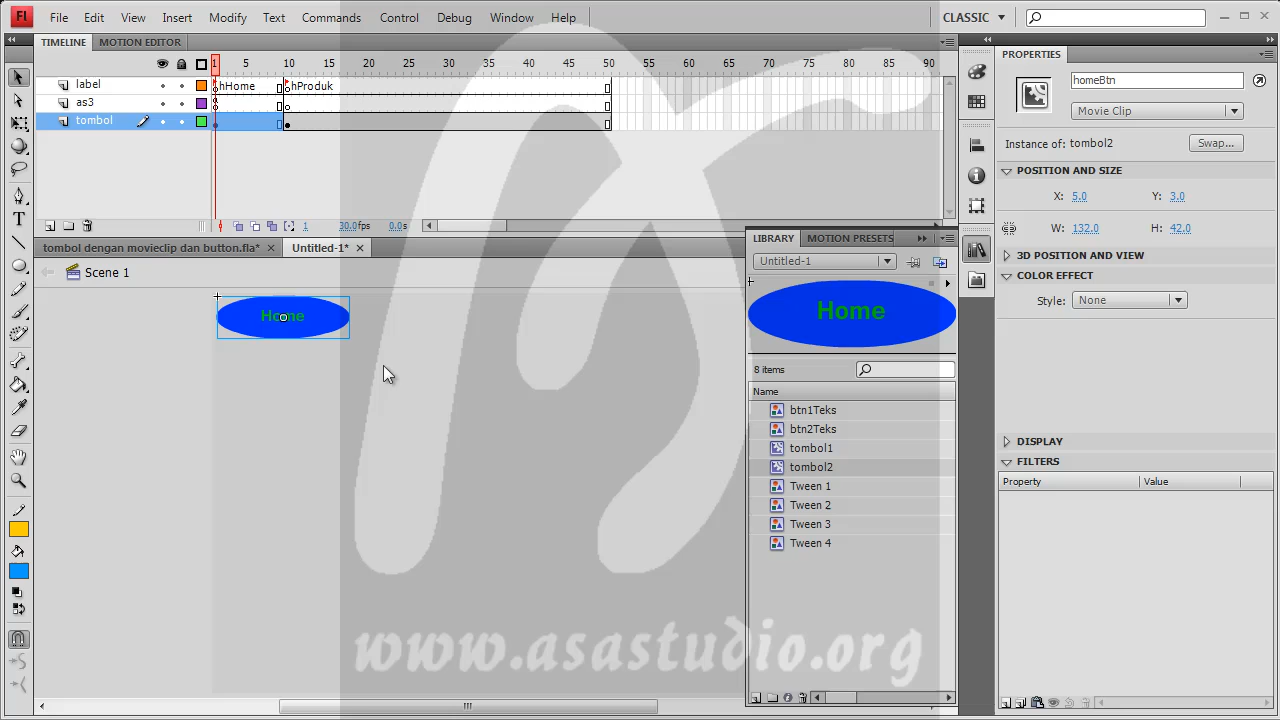 Fl File Edit View Insert Modify Text Commands Control Debug Window Help CLASSIC
TIMELINE MOTION EDITOR
1 5 10 15 20 25 30 35 40 45 50 55 60 65 70 75 80 85 90
label hHome hProduk
as3
tombol
1 30.0fps 0.0s
tombol dengan movieclip dan button Untitled-1*
Scene 1
Home
LIBRARY MOTION PRESETS
Untitled-1
Home
8 items
Name
btn1Teks
btn2Teks
tombol1
tombol2
Tween 1
Tween 2
Tween 3
Tween 4
PROPERTIES
homeBtn
Movie Clip
Instance of: tombol2 Swap...
POSITION AND SIZE
X: 5.0 Y: 3.0
W: 132.0 H: 42.0
3D POSITION AND VIEW
COLOR EFFECT
Style: None
DISPLAY
FILTERS
Property Value
www.asastudio.org